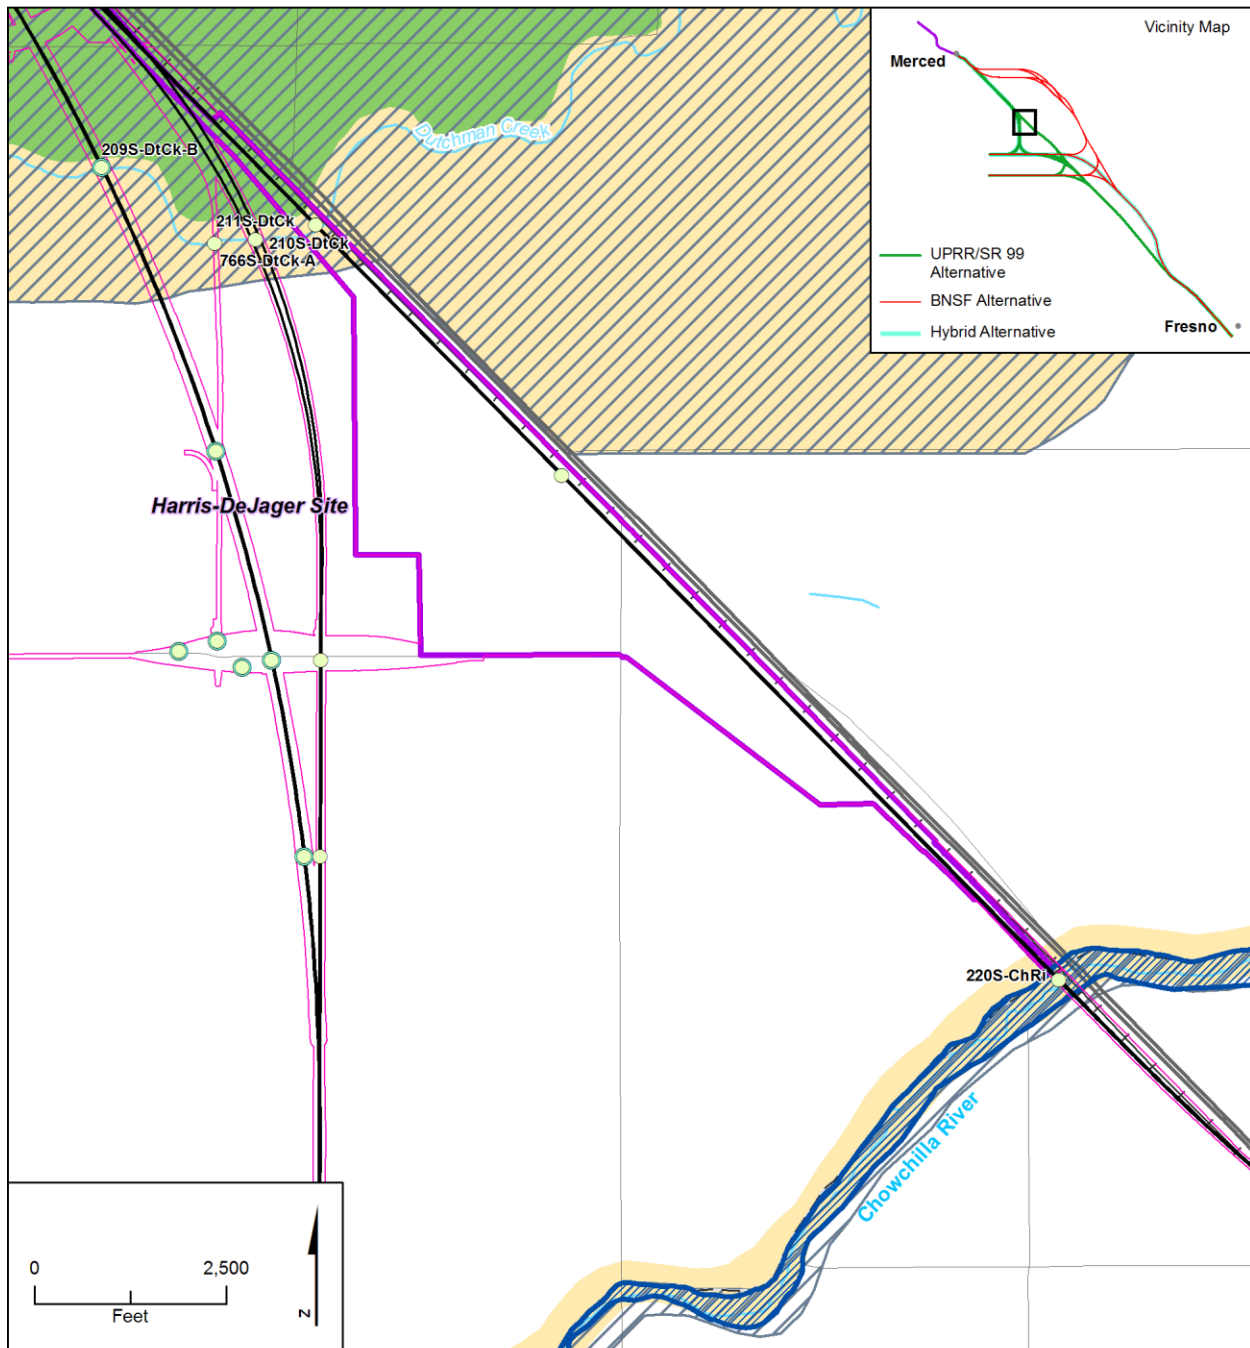 Vicinity Map
Merced
UPRR/SR 99
Alternative
BNSF Alternative
Hybrid Alternative
Fresno
Dutchman Creek
209S-DtCk-B
211S-DtCk
210S-DtCk
766S-DtCk-A
Harris-DeJager Site
220S-ChRi
Chowchilla River
0 2,500
Feet
N